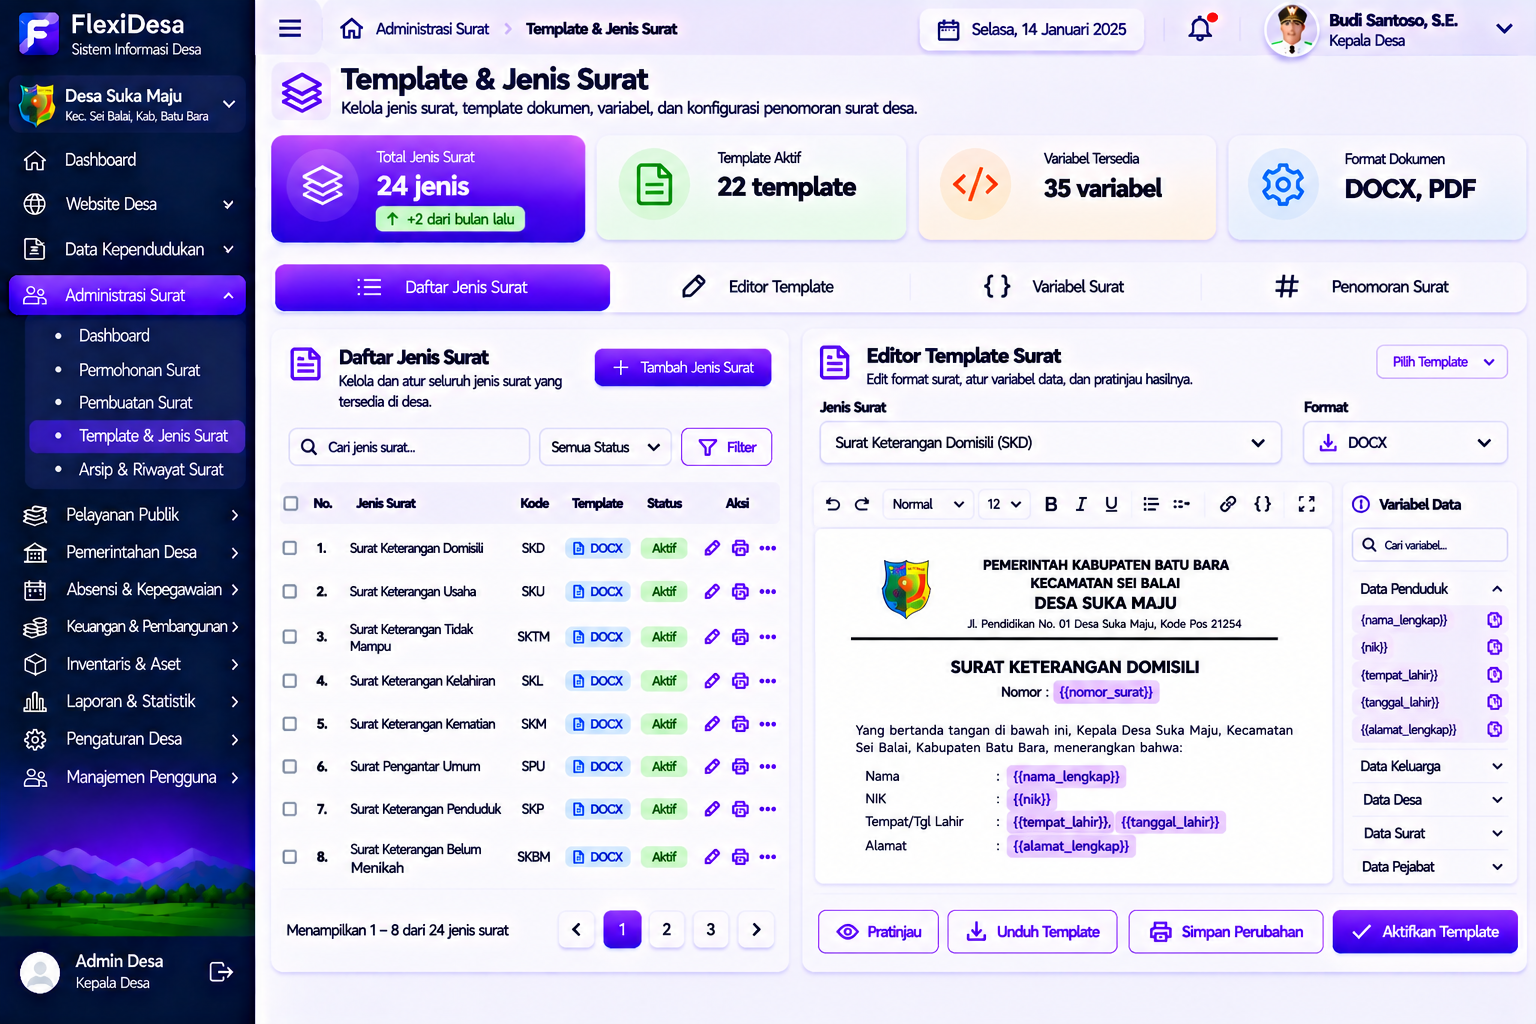 FlexiDesa
Sistem Informasi Desa
Desa Suka Maju
Kec. Sei Balai, Kab, Batu Bara
Dashboard
Website Desa
Data Kependudukan
Administrasi Surat
Dashboard
Permohonan Surat
Pembuatan Surat
Template & Jenis Surat
Arsip & Riwayat Surat
Pelayanan Publik
Pemerintahan Desa
Absensi & Kepegawaian
Keuangan & Pembangunan
Inventaris & Aset
Laporan & Statistik
Pengaturan Desa
Manajemen Pengguna
Admin Desa
Kepala Desa
Administrasi Surat > Template & Jenis Surat
Selasa, 14 Januari 2025
Budi Santoso, S.E.
Kepala Desa
Template & Jenis Surat
Kelola jenis surat, template dokumen, variabel, dan konfigurasi penomoran surat desa.
Total Jenis Surat
24 jenis
↑ +2 dari bulan lalu
Template Aktif
22 template
</>
Variabel Tersedia
35 variabel
Format Dokumen
DOCX, PDF
Daftar Jenis Surat
Editor Template
{ } Variabel Surat
# Penomoran Surat
Daftar Jenis Surat
Kelola dan atur seluruh jenis surat yang
tersedia di desa.
+ Tambah Jenis Surat
Cari jenis surat...
Semua Status
Filter
No. Jenis Surat Kode Template Status Aksi
1. Surat Keterangan Domisili SKD DOCX Aktif
2. Surat Keterangan Usaha SKU DOCX Aktif
3. Surat Keterangan Tidak
Mampu SKTM DOCX Aktif
4. Surat Keterangan Kelahiran SKL DOCX Aktif
5. Surat Keterangan Kematian SKM DOCX Aktif
6. Surat Pengantar Umum SPU DOCX Aktif
7. Surat Keterangan Penduduk SKP DOCX Aktif
8. Surat Keterangan Belum
Menikah SKBM DOCX Aktif
Menampilkan 1 – 8 dari 24 jenis surat
< 1 2 3 >
Editor Template Surat
Edit format surat, atur variabel data, dan pratinjau hasilnya.
Pilih Template
Jenis Surat
Surat Keterangan Domisili (SKD)
Format
DOCX
Normal 12 B I U { }
PEMERINTAH KABUPATEN BATU BARA
KECAMATAN SEI BALAI
DESA SUKA MAJU
Jl. Pendidikan No. 01 Desa Suka Maju, Kode Pos 21254
SURAT KETERANGAN DOMISILI
Nomor : {{nomor_surat}}
Yang bertanda tangan di bawah ini, Kepala Desa Suka Maju, Kecamatan
Sei Balai, Kabupaten Batu Bara, menerangkan bahwa:
Nama : {{nama_lengkap}}
NIK : {{nik}}
Tempat/Tgl Lahir : {{tempat_lahir}}, {{tanggal_lahir}}
Alamat : {{alamat_lengkap}}
Variabel Data
Cari variabel...
Data Penduduk
{nama_lengkap}}
{nik}}
{tempat_lahir}}
{{tanggal_lahir}}
{{alamat_lengkap}}
Data Keluarga
Data Desa
Data Surat
Data Pejabat
Pratinjau
Unduh Template
Simpan Perubahan
Aktifkan Template